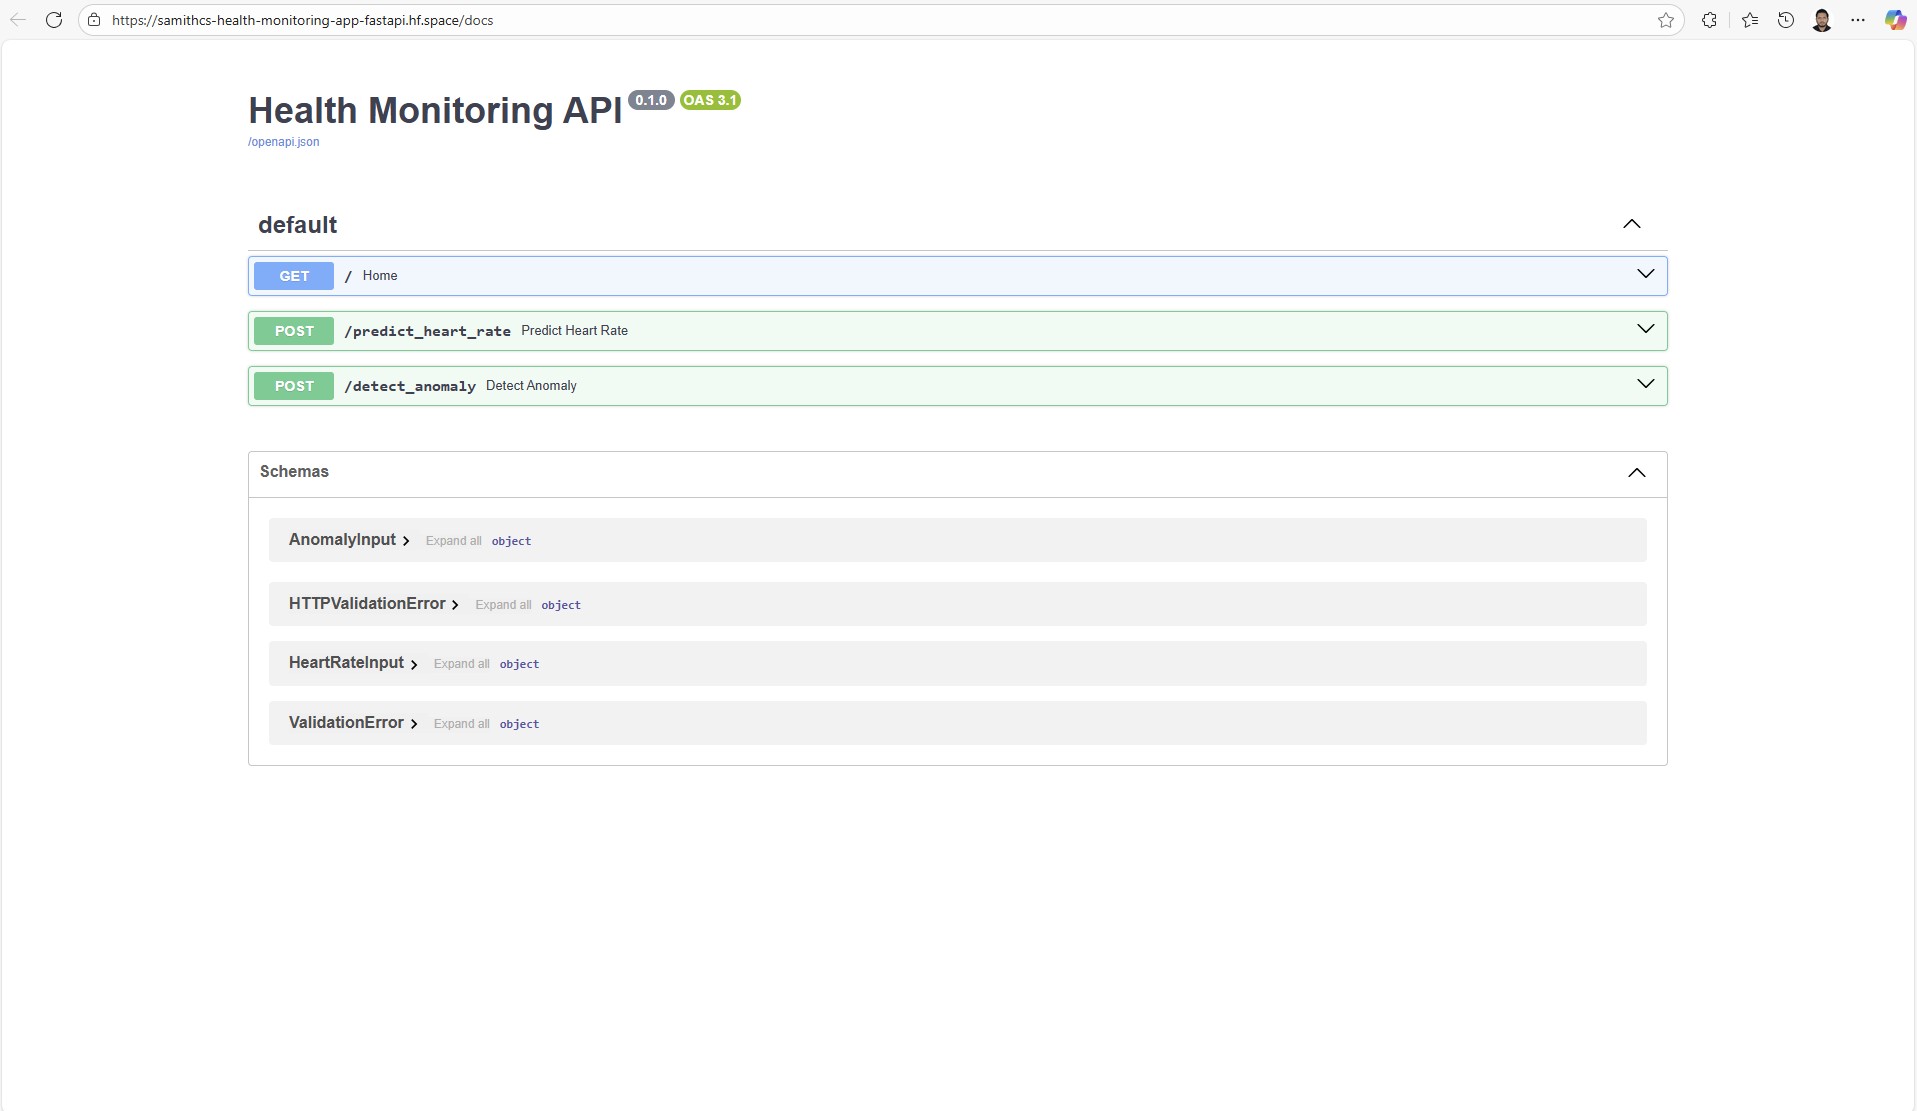 https://samithcs-health-monitoring-app-fastapi.hf.space/docs
Health Monitoring API 0.1.0 OAS 3.1
/openapi.json
default
GET / Home
POST /predict_heart_rate Predict Heart Rate
POST /detect_anomaly Detect Anomaly
Schemas
AnomalyInput Expand all object
HTTPValidationError Expand all object
HeartRateInput Expand all object
ValidationError Expand all object